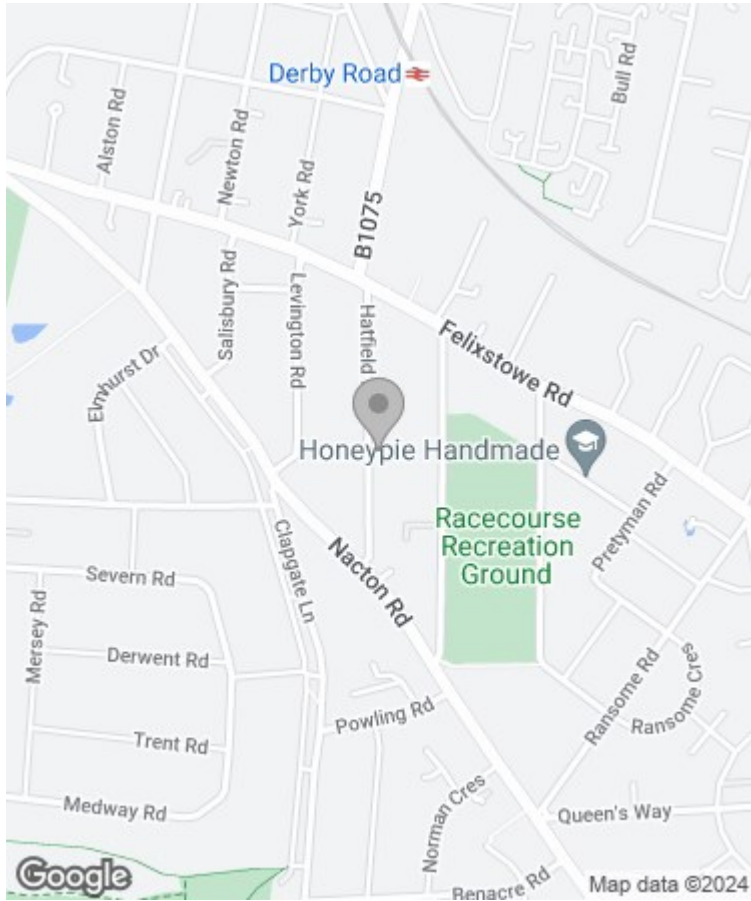 Derby Road
Bull Rd
Alston Rd
Newton Rd
York Rd
B1075
Salisbury Rd
Levington Rd
Hatfield
Felixstowe Rd
Elmhurst Dr
Honeypie Handmade
Racecourse
Recreation
Ground
Pretyman Rd
Clapgate Ln
Nacton Rd
Severn Rd
Mersey Rd
Derwent Rd
Ransome Rd
Ransome Cres
Powling Rd
Trent Rd
Medway Rd
Norman Cres
Queen's Way
Benacre Rd
Google
Map data ©2024